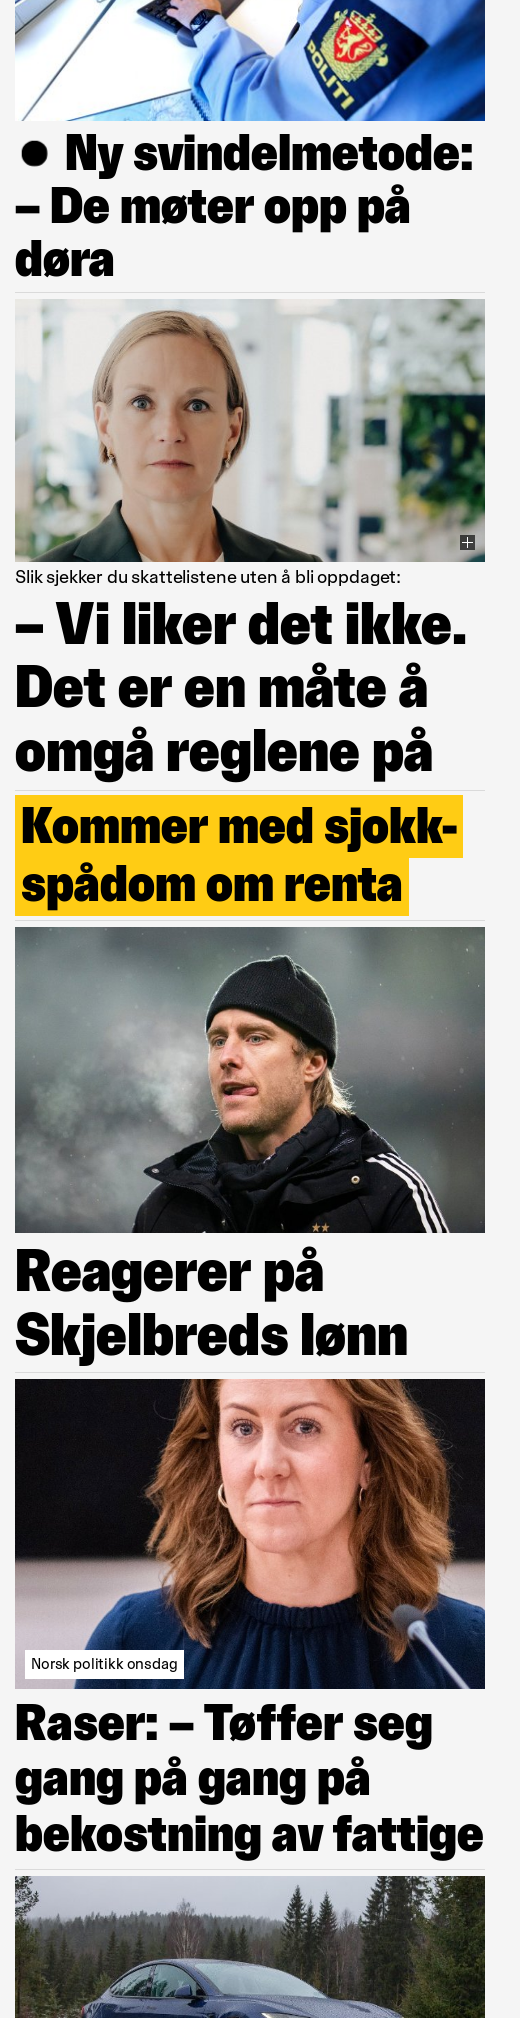 POLITI
● Ny svindelmetode:
– De møter opp på
døra
Slik sjekker du skattelistene uten å bli oppdaget:
– Vi liker det ikke.
Det er en måte å
omgå reglene på
Kommer med sjokk-
spådom om renta
Reagerer på
Skjelbreds lønn
Norsk politikk onsdag
Raser: – Tøffer seg
gang på gang på
bekostning av fattige